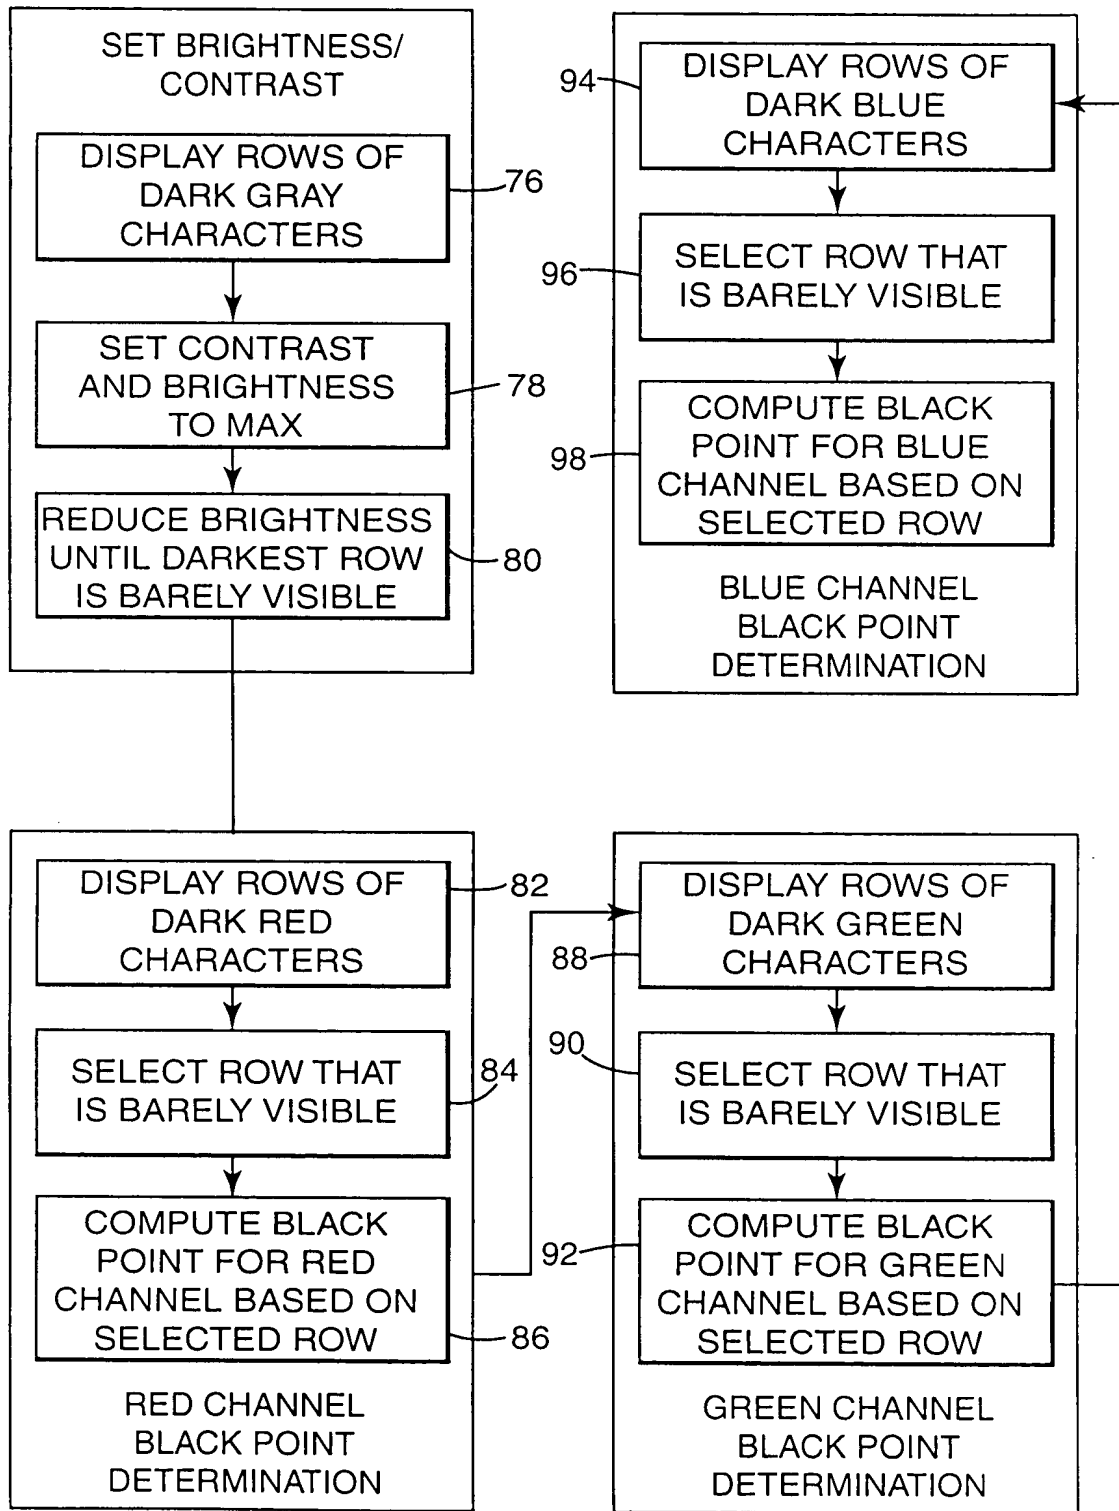 SET BRIGHTNESS/
CONTRAST
DISPLAY ROWS OF
DARK GRAY
CHARACTERS
76
SET CONTRAST
AND BRIGHTNESS
TO MAX
78
REDUCE BRIGHTNESS
UNTIL DARKEST ROW
IS BARELY VISIBLE
80
DISPLAY ROWS OF
DARK RED
CHARACTERS
82
SELECT ROW THAT
IS BARELY VISIBLE
84
COMPUTE BLACK
POINT FOR RED
CHANNEL BASED ON
SELECTED ROW
86
RED CHANNEL
BLACK POINT
DETERMINATION
DISPLAY ROWS OF
DARK GREEN
CHARACTERS
88
90
SELECT ROW THAT
IS BARELY VISIBLE
92
COMPUTE BLACK
POINT FOR GREEN
CHANNEL BASED ON
SELECTED ROW
GREEN CHANNEL
BLACK POINT
DETERMINATION
94
DISPLAY ROWS OF
DARK BLUE
CHARACTERS
96
SELECT ROW THAT
IS BARELY VISIBLE
98
COMPUTE BLACK
POINT FOR BLUE
CHANNEL BASED ON
SELECTED ROW
BLUE CHANNEL
BLACK POINT
DETERMINATION